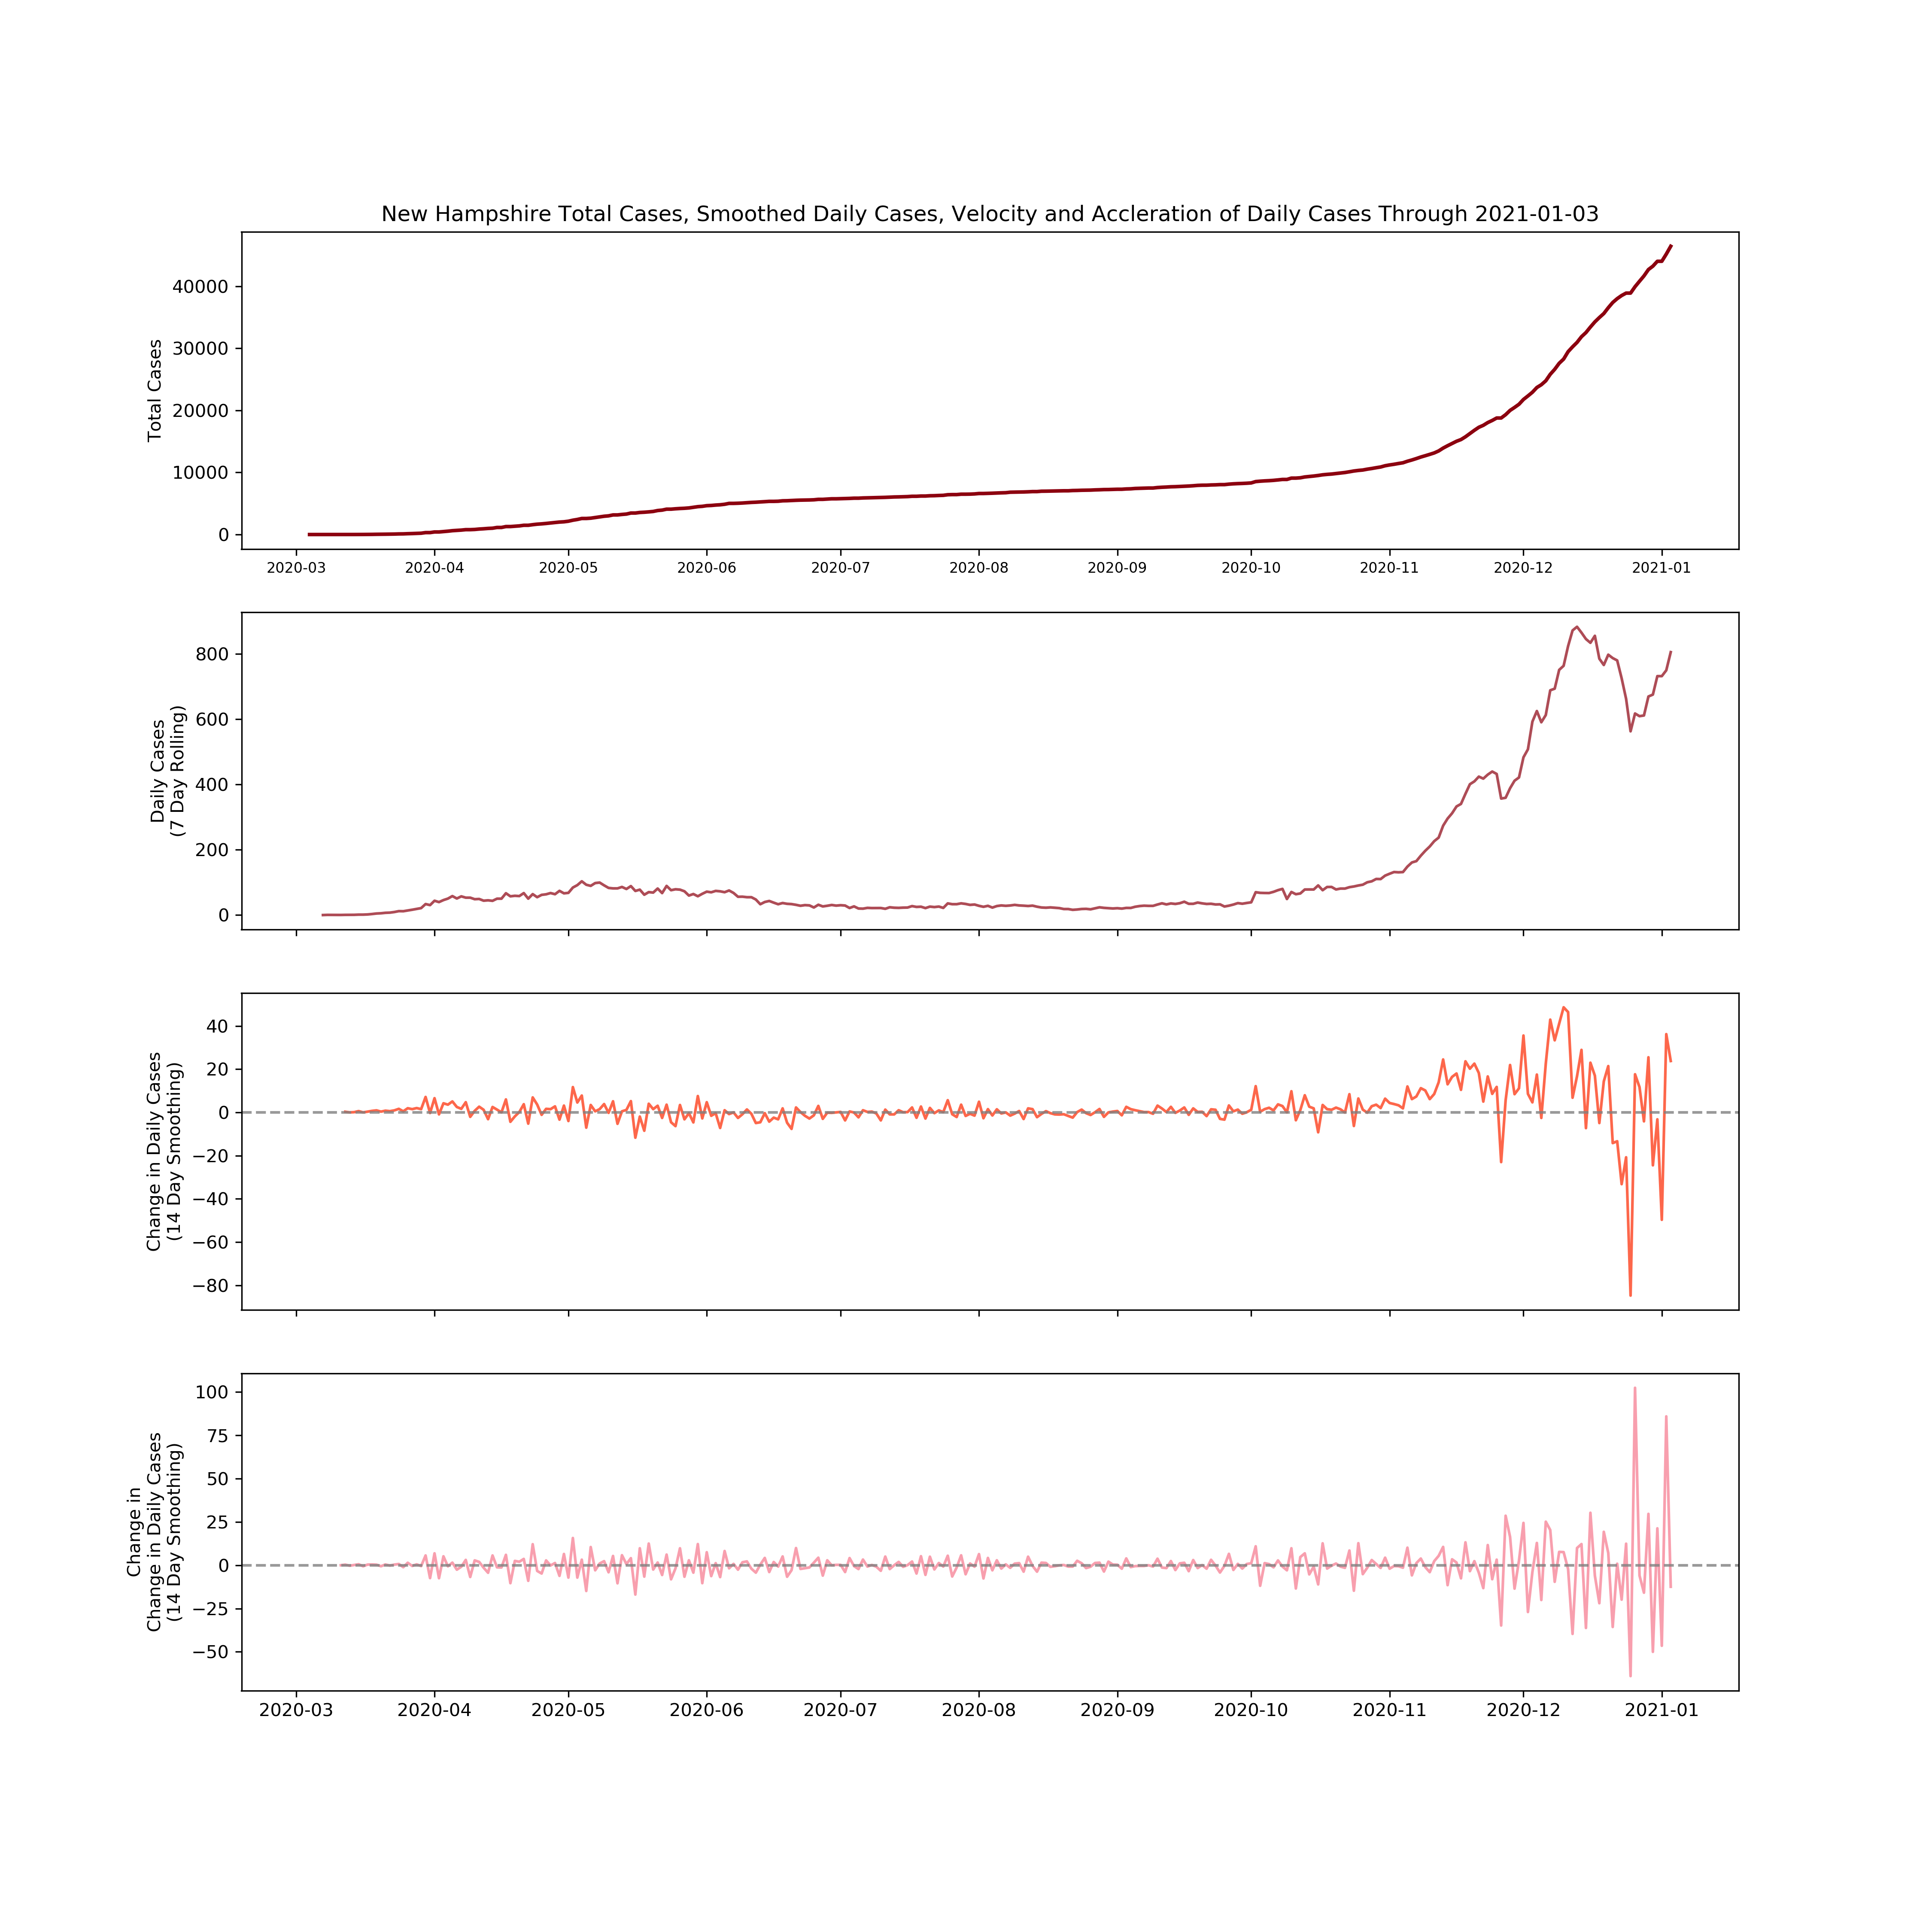 New Hampshire Total Cases, Smoothed Daily Cases, Velocity and Accleration of Daily Cases Through 2021-01-03
Total Cases
40000
30000
20000
10000
0
2020-03 2020-04 2020-05 2020-06 2020-07 2020-08 2020-09 2020-10 2020-11 2020-12 2021-01
Daily Cases
(7 Day Rolling)
800
600
400
200
0
Change in Daily Cases
(14 Day Smoothing)
40
20
0
−20
−40
−60
−80
Change in
Change in Daily Cases
(14 Day Smoothing)
100
75
50
25
0
−25
−50
2020-03 2020-04 2020-05 2020-06 2020-07 2020-08 2020-09 2020-10 2020-11 2020-12 2021-01